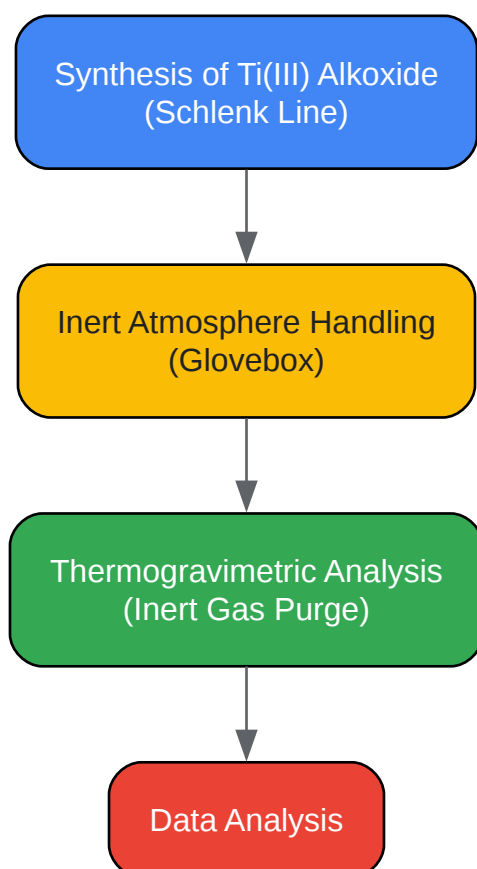 Synthesis of Ti(III) Alkoxide
(Schlenk Line)
Inert Atmosphere Handling
(Glovebox)
Thermogravimetric Analysis
(Inert Gas Purge)
Data Analysis